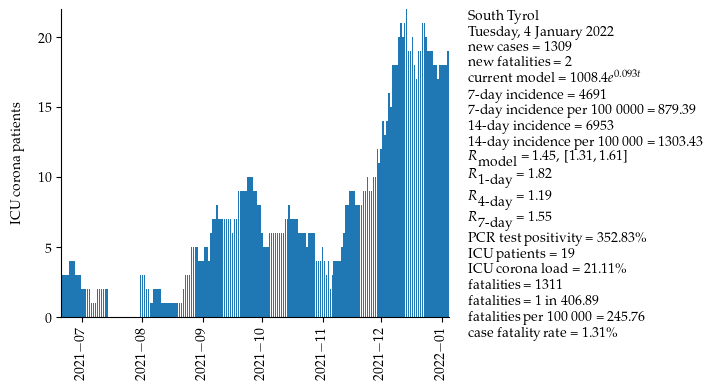 South Tyrol
Tuesday, 4 January 2022
new cases = 1309
new fatalities = 2
current model = 1008.4e^0.093t
7-day incidence = 4691
7-day incidence per 100 0000 = 879.39
14-day incidence = 6953
14-day incidence per 100 000 = 1303.43
R_model = 1.45, [1.31, 1.61]
R_1-day = 1.82
R_4-day = 1.19
R_7-day = 1.55
PCR test positivity = 352.83%
ICU patients = 19
ICU corona load = 21.11%
fatalities = 1311
fatalities = 1 in 406.89
fatalities per 100 000 = 245.76
case fatality rate = 1.31%
ICU corona patients
20
15
10
5
0
2021−07
2021−08
2021−09
2021−10
2021−11
2021−12
2022−01